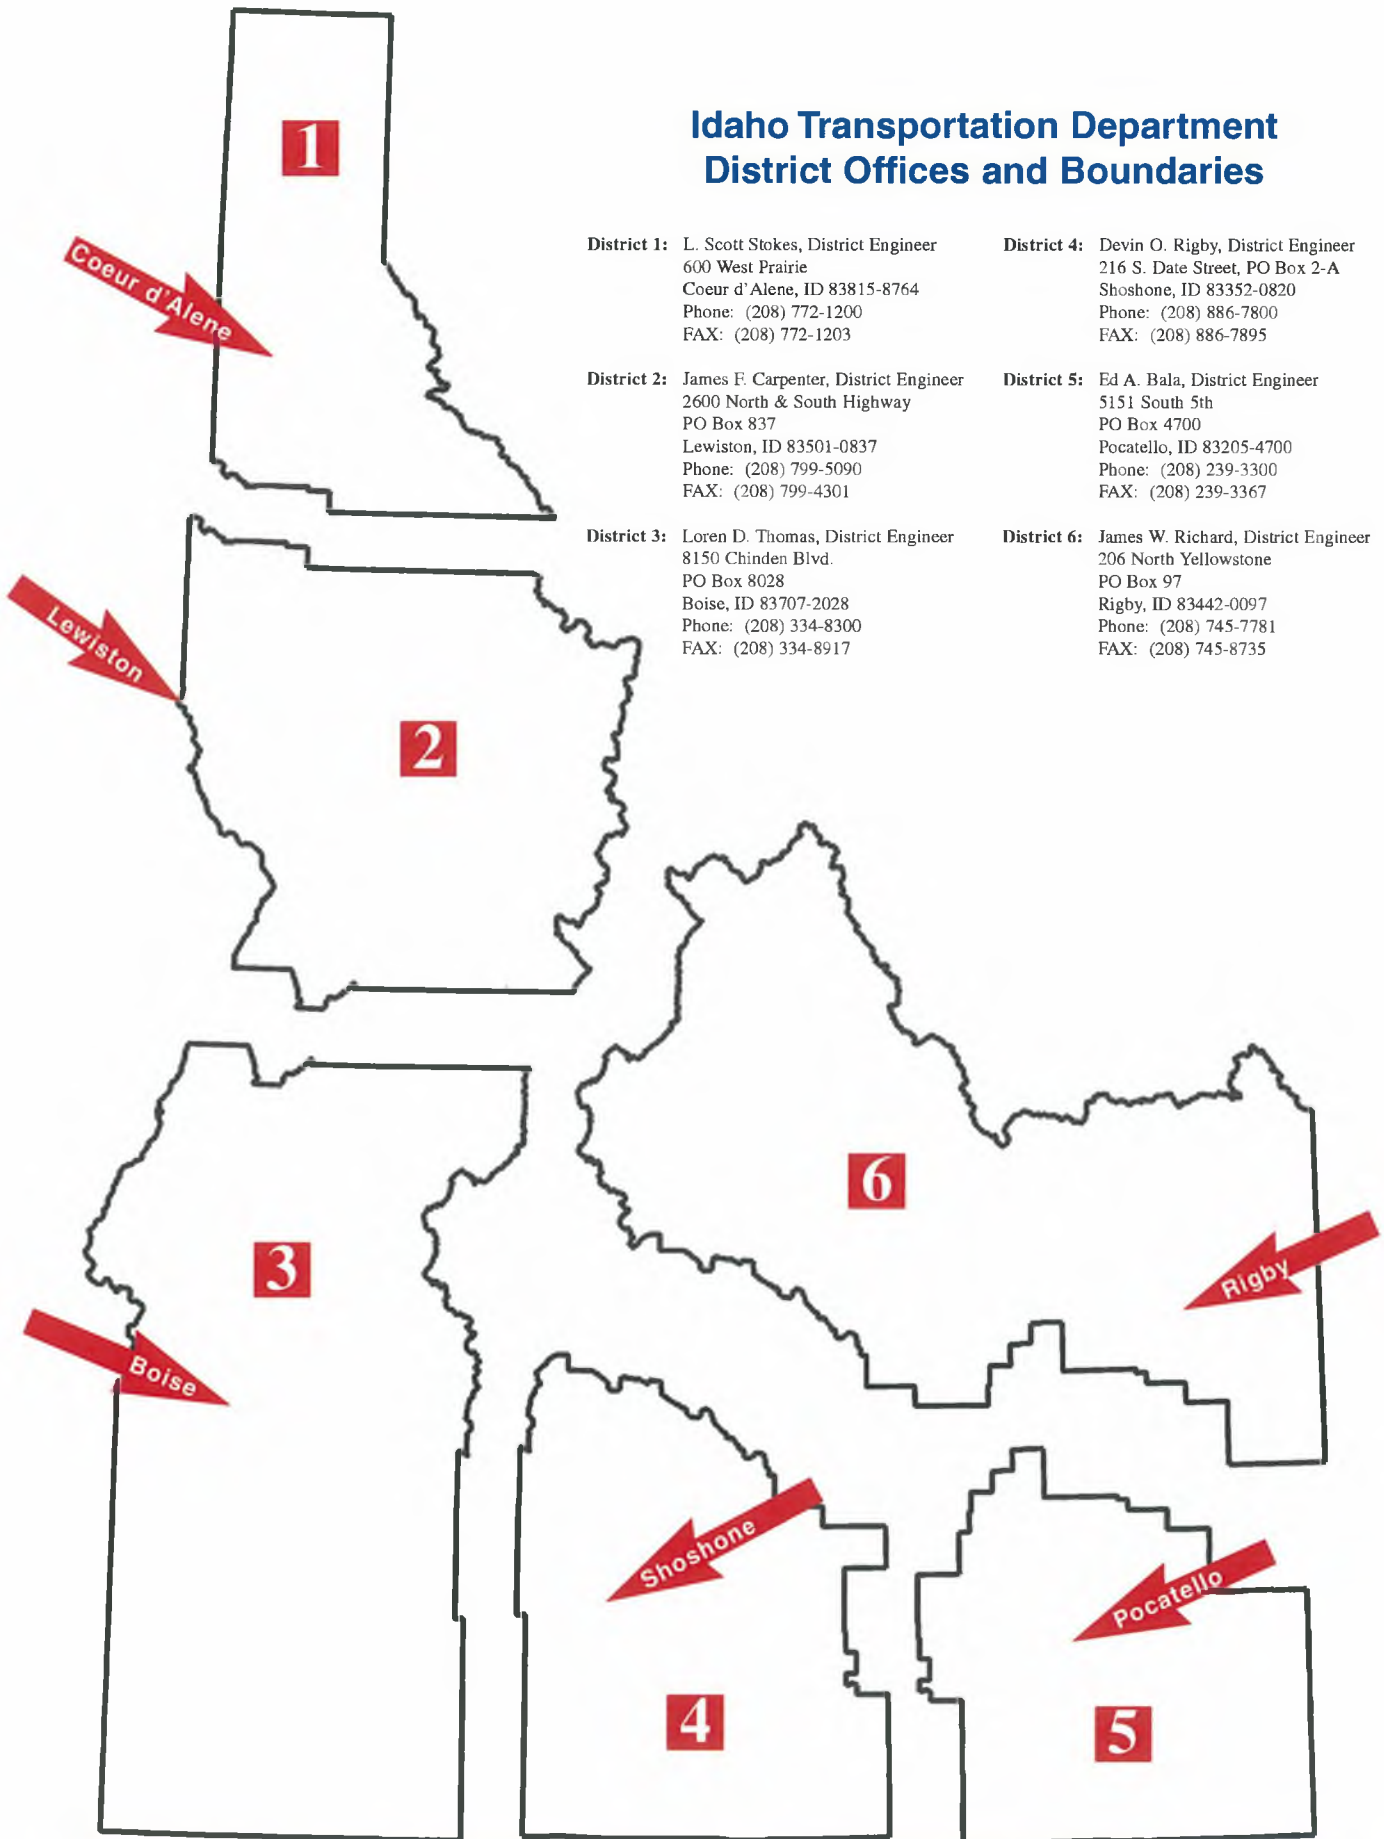 1
Idaho Transportation Department
District Offices and Boundaries
Coeur d'Alene
District 1: L. Scott Stokes, District Engineer
600 West Prairie
Coeur d'Alene, ID 83815-8764
Phone: (208) 772-1200
FAX: (208) 772-1203
District 2: James F. Carpenter, District Engineer
2600 North & South Highway
PO Box 837
Lewiston, ID 83501-0837
Phone: (208) 799-5090
FAX: (208) 799-4301
District 3: Loren D. Thomas, District Engineer
8150 Chinden Blvd.
PO Box 8028
Boise, ID 83707-2028
Phone: (208) 334-8300
FAX: (208) 334-8917
District 4: Devin O. Rigby, District Engineer
216 S. Date Street, PO Box 2-A
Shoshone, ID 83352-0820
Phone: (208) 886-7800
FAX: (208) 886-7895
District 5: Ed A. Bala, District Engineer
5151 South 5th
PO Box 4700
Pocatello, ID 83205-4700
Phone: (208) 239-3300
FAX: (208) 239-3367
District 6: James W. Richard, District Engineer
206 North Yellowstone
PO Box 97
Rigby, ID 83442-0097
Phone: (208) 745-7781
FAX: (208) 745-8735
Lewiston
2
6
Rigby
3
Boise
Shoshone
Pocatello
4
5